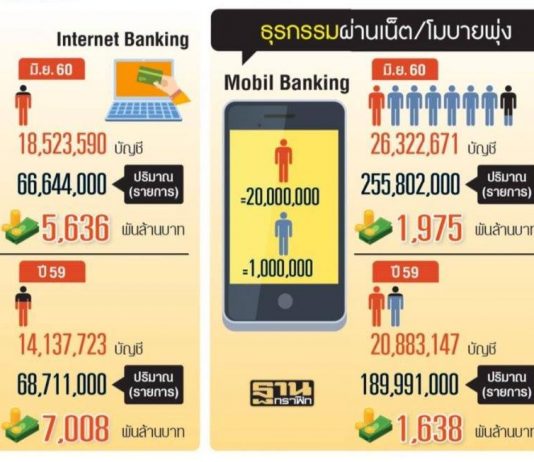 ธุรกรรมผ่านเน็ต/โมบายพุ่ง
Internet Banking
มิ.ย. 60
18,523,590 บัญชี
66,644,000 ปริมาณ (รายการ)
5,636 พันล้านบาท
ปี 59
14,137,723 บัญชี
68,711,000 ปริมาณ (รายการ)
7,008 พันล้านบาท
Mobil Banking
=20,000,000
=1,000,000
มิ.ย. 60
26,322,671 บัญชี
255,802,000 ปริมาณ (รายการ)
1,975 พันล้านบาท
ปี 59
20,883,147 บัญชี
189,991,000 ปริมาณ (รายการ)
1,638 พันล้านบาท
ฐาน
กราฟิก